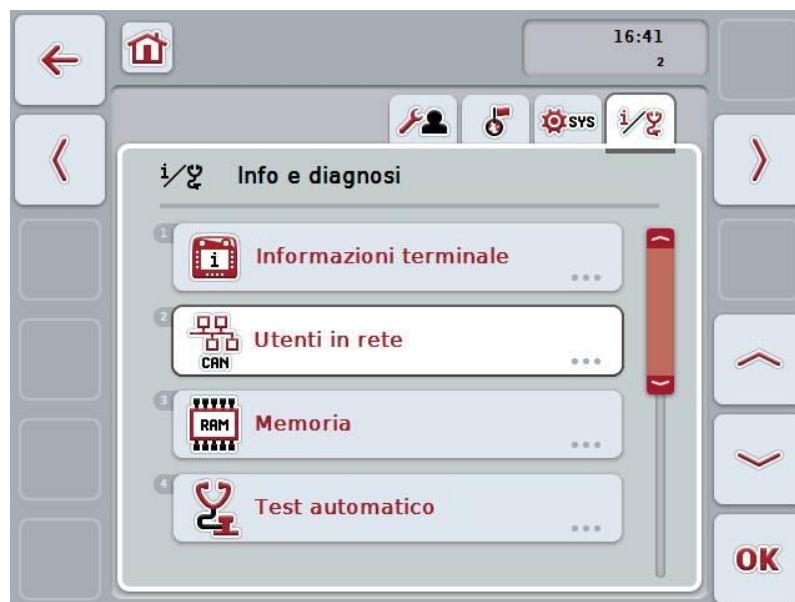 16:41
2
SYS
i
Info e diagnosi
1
i
Informazioni terminale
2
CAN
Utenti in rete
3
RAM
Memoria
4
Test automatico
OK